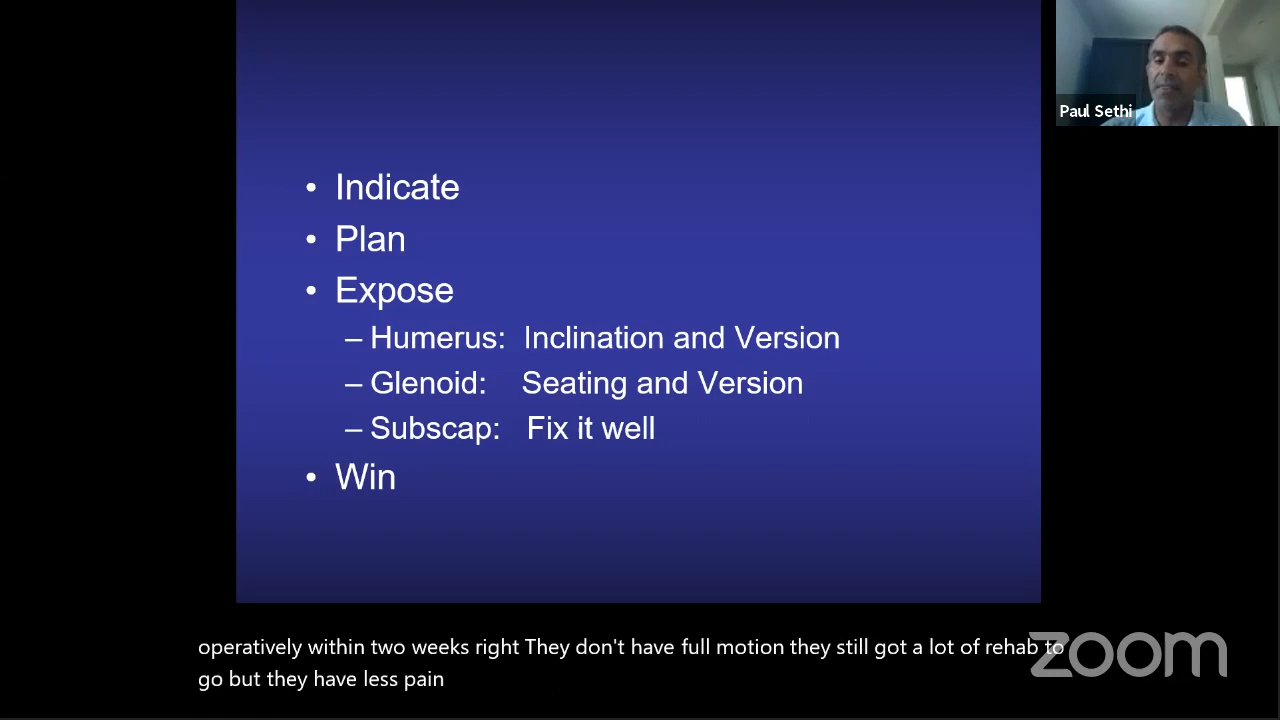 Paul Sethi
• Indicate
• Plan
• Expose
– Humerus: Inclination and Version
– Glenoid: Seating and Version
– Subscap: Fix it well
• Win
operatively within two weeks right They don't have full motion they still got a lot of rehab to
go but they have less pain
zoom